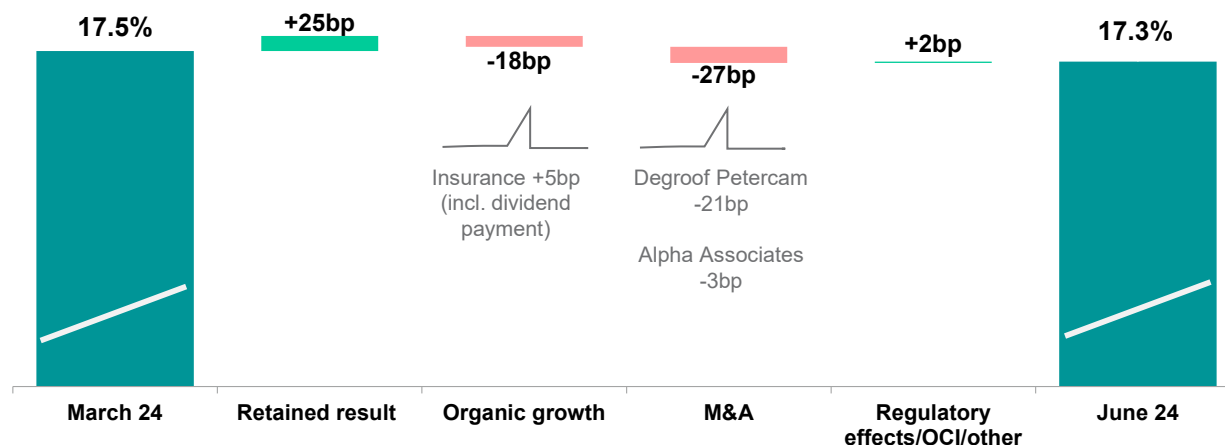 17.5%
+25bp
-18bp
-27bp
+2bp
17.3%
Insurance +5bp
(incl. dividend
payment)
Degroof Petercam
-21bp
Alpha Associates
-3bp
March 24
Retained result
Organic growth
M&A
Regulatory
effects/OCI/other
June 24